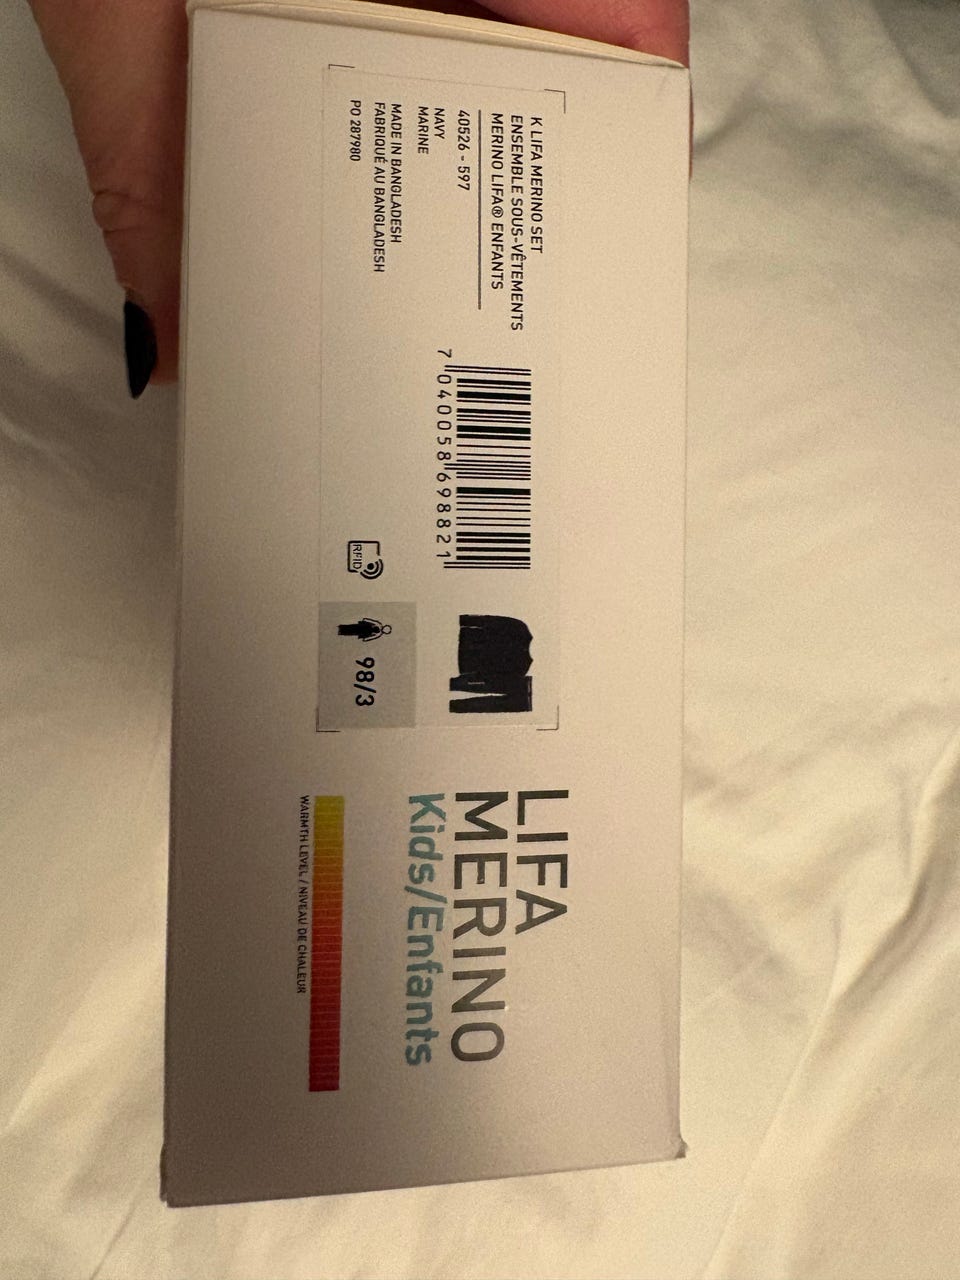 K LIFA MERINO SET
ENSEMBLE SOUS-VÊTEMENTS
MERINO LIFA® ENFANTS
40526 - 597
NAVY
MARINE
MADE IN BANGLADESH
FABRIQUÉ AU BANGLADESH
PO 287980
7 040058 698821
RFID
98/3
LIFA
MERINO
Kids/Enfants
WARMTH LEVEL / NIVEAU DE CHALEUR